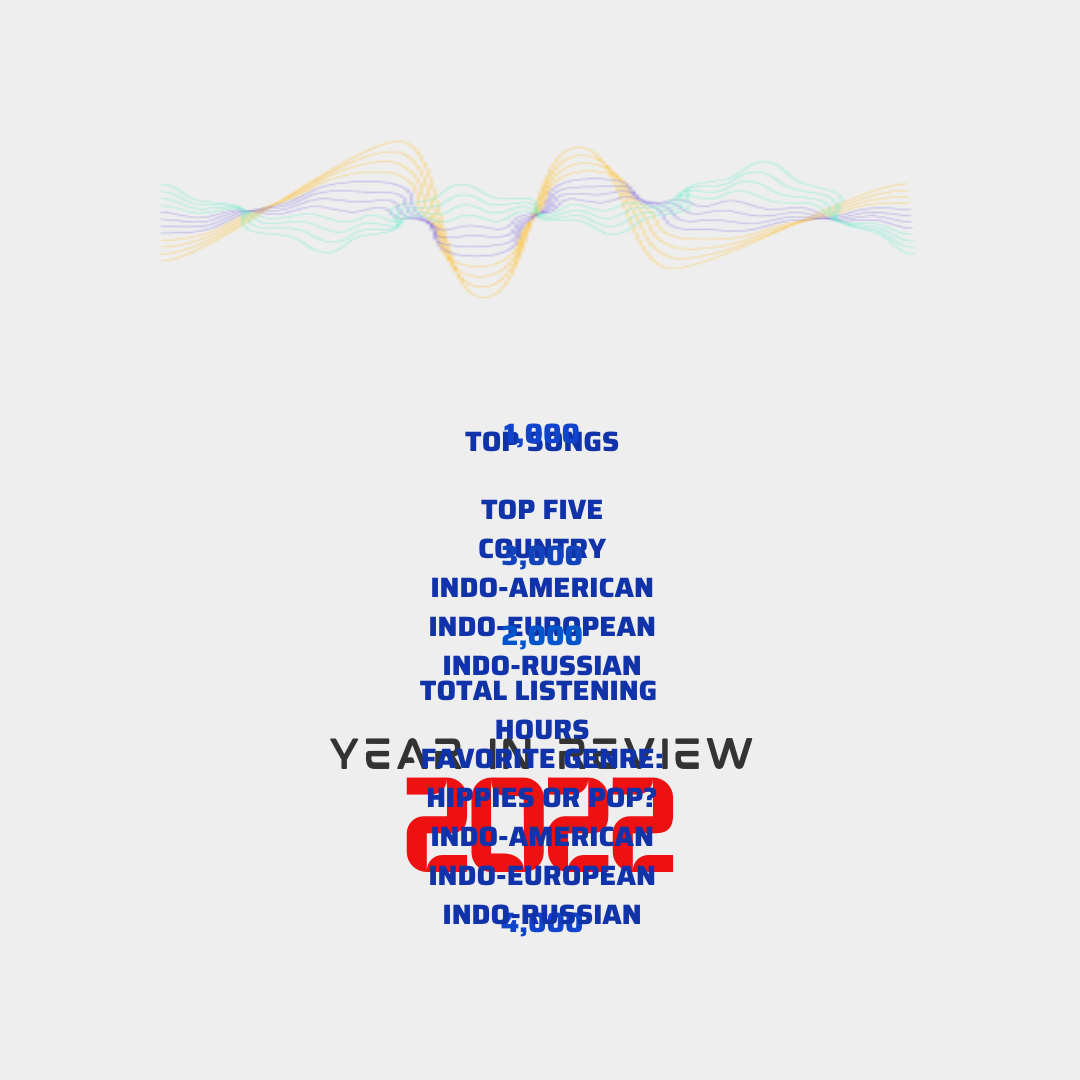 1,000
TOP SONGS
TOP FIVE
COUNTRY
3,000
INDO-AMERICAN
INDO-EUROPEAN
2,000
INDO-RUSSIAN
TOTAL LISTENING
HOURS
YEAR IN REVIEW
FAVORITE GENRE:
HIPPIES OR POP?
2022
INDO-AMERICAN
INDO-EUROPEAN
INDO-RUSSIAN
4,000